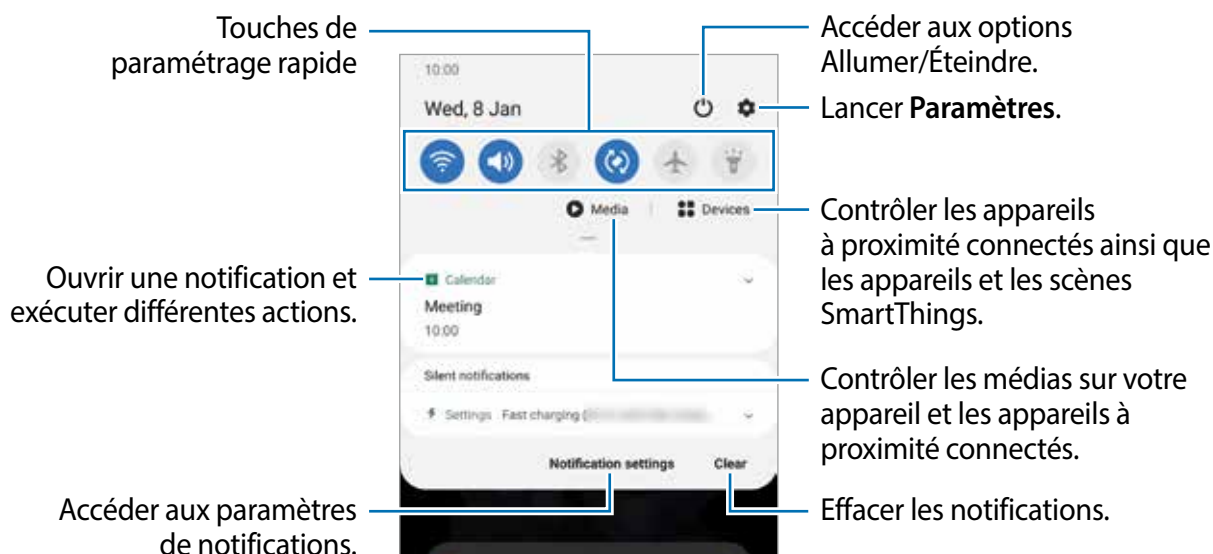 Touches de
paramétrage rapide
Accéder aux options
Allumer/Éteindre.
Lancer Paramètres.
10:00
Wed, 8 Jan
Media
Devices
Contrôler les appareils
à proximité connectés ainsi que
les appareils et les scènes
SmartThings.
Ouvrir une notification et
exécuter différentes actions.
Calendar
Meeting
10:00
Silent notifications
Settings Fast charging (
Contrôler les médias sur votre
appareil et les appareils à
proximité connectés.
Notification settings
Clear
Accéder aux paramètres
de notifications.
Effacer les notifications.